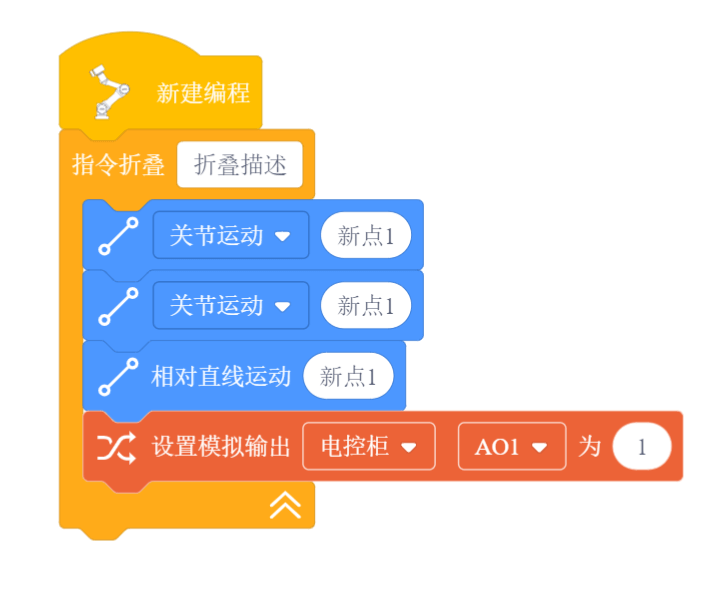 新建编程
指令折叠 折叠描述
关节运动 新点1
关节运动 新点1
相对直线运动 新点1
设置模拟输出 电控柜 AO1 为 1